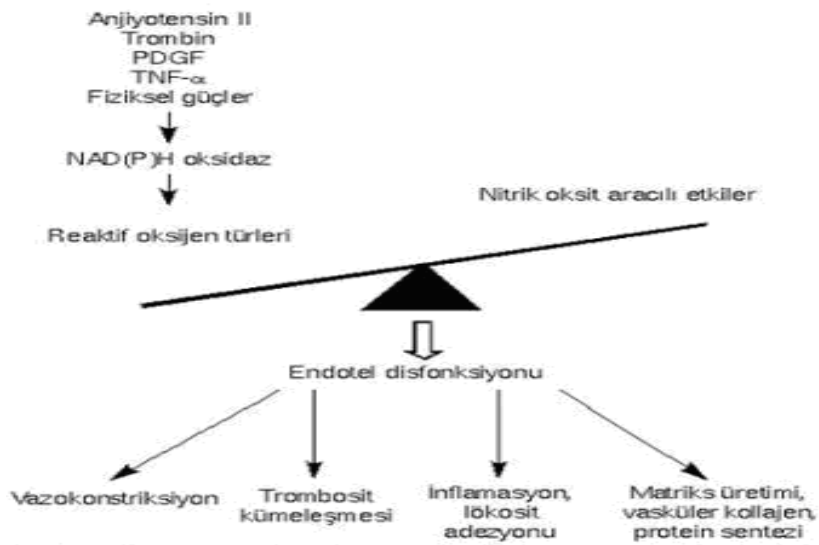 Anjiyotensin II
Trombin
PDGF
TNF-α
Fiziksel güçler
NAD(P)H oksidaz
Reaktif oksijen türleri
Nitrik oksit aracılı etkiler
Endotel disfonksiyonu
Vazokonstriksiyon
Trombosit
kümeleşmesi
İnflamasyon,
lökosit
adezyonu
Matriks üretimi,
vasküler kollajen,
protein sentezi